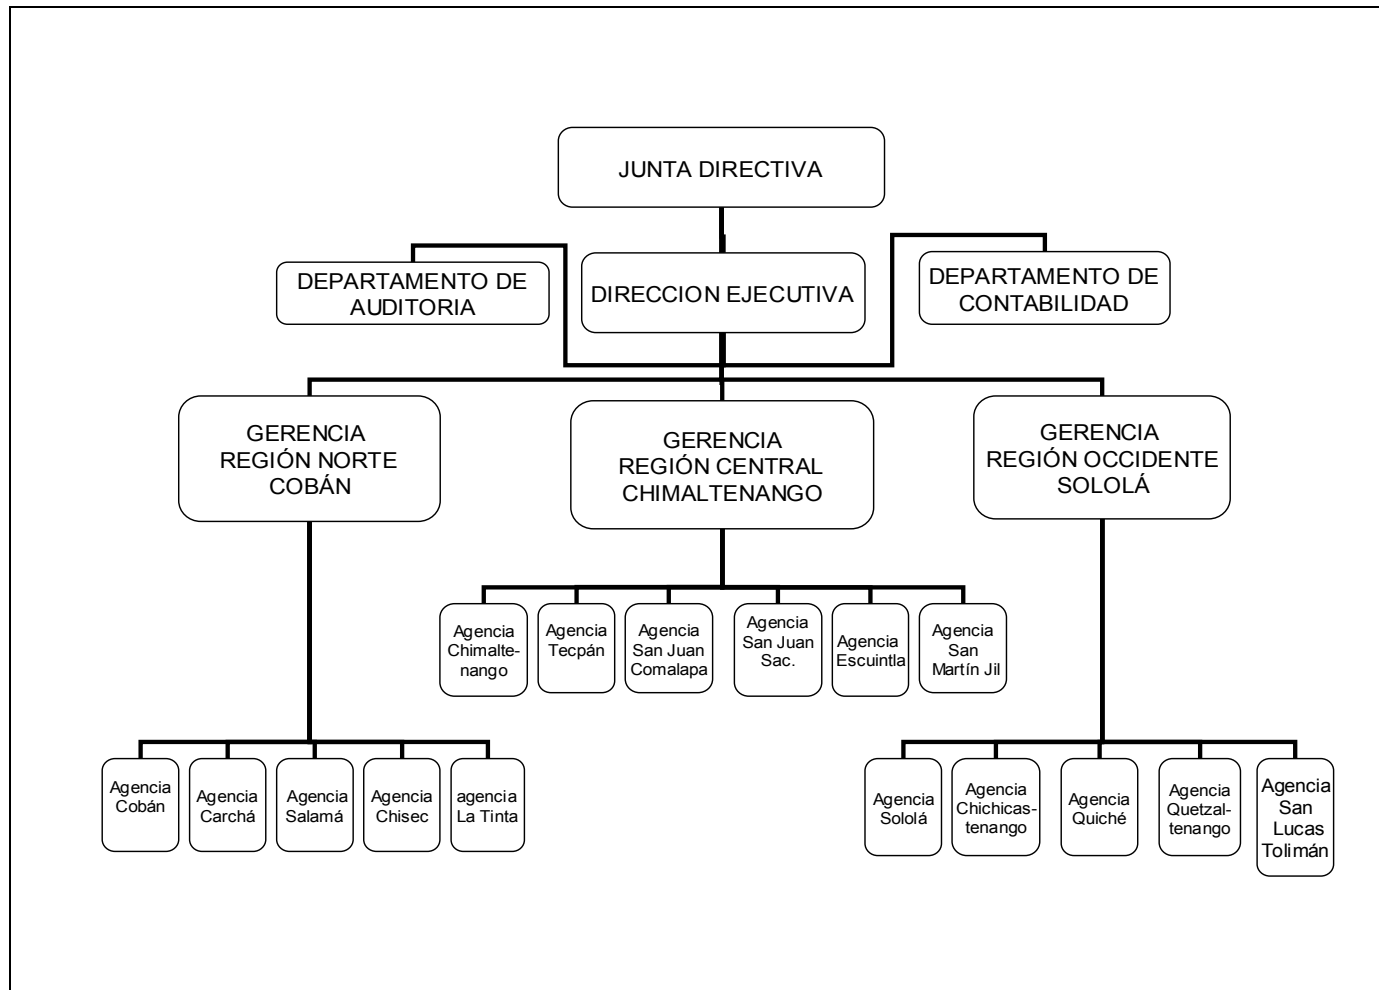 JUNTA DIRECTIVA
DEPARTAMENTO DE
AUDITORIA
DIRECCION EJECUTIVA
DEPARTAMENTO DE
CONTABILIDAD
GERENCIA
REGIÓN NORTE
COBÁN
GERENCIA
REGIÓN CENTRAL
CHIMALTENANGO
GERENCIA
REGIÓN OCCIDENTE
SOLOLÁ
Agencia
Chimalte-
nango
Agencia
Tecpán
Agencia
San Juan
Comalapa
Agencia
San Juan
Sac.
Agencia
Escuintla
Agencia
San
Martín Jil
Agencia
Cobán
Agencia
Carchá
Agencia
Salamá
Agencia
Chisec
agencia
La Tinta
Agencia
Sololá
Agencia
Chichicas-
tenango
Agencia
Quiché
Agencia
Quetzal-
tenango
Agencia
San
Lucas
Tolimán